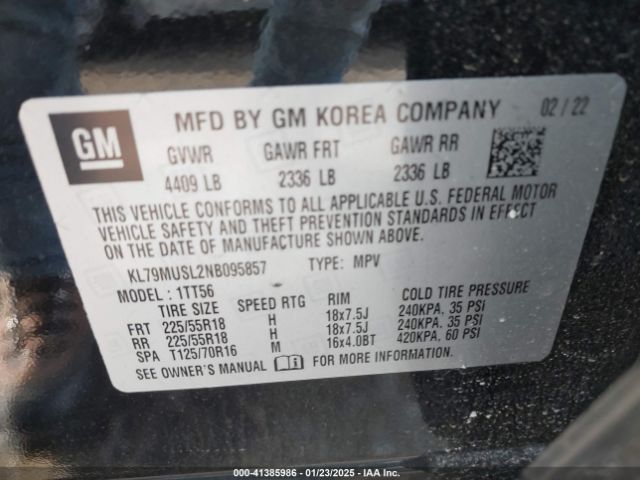 GM
MFD BY GM KOREA COMPANY 02 / 22
GVWR GAWR FRT GAWR RR
4409 LB 2336 LB 2336 LB
THIS VEHICLE CONFORMS TO ALL APPLICABLE U.S. FEDERAL MOTOR
VEHICLE SAFETY AND THEFT PREVENTION STANDARDS IN EFFECT
ON THE DATE OF MANUFACTURE SHOWN ABOVE.
KL79MUSL2NB095857 TYPE: MPV
MODEL : 1TT56
TIRE SIZE SPEED RTG RIM COLD TIRE PRESSURE
FRT 225/55R18 H 18x7.5J 240KPA, 35 PSi
RR 225/55R18 H 18x7.5J 240KPA, 35 PSI
SPA T125/70R16 M 16x4.0BT 420KPA, 60 PSI
SEE OWNER'S MANUAL FOR MORE INFORMATION.
000-41385986 - 01/23/2025 - IAA Inc.